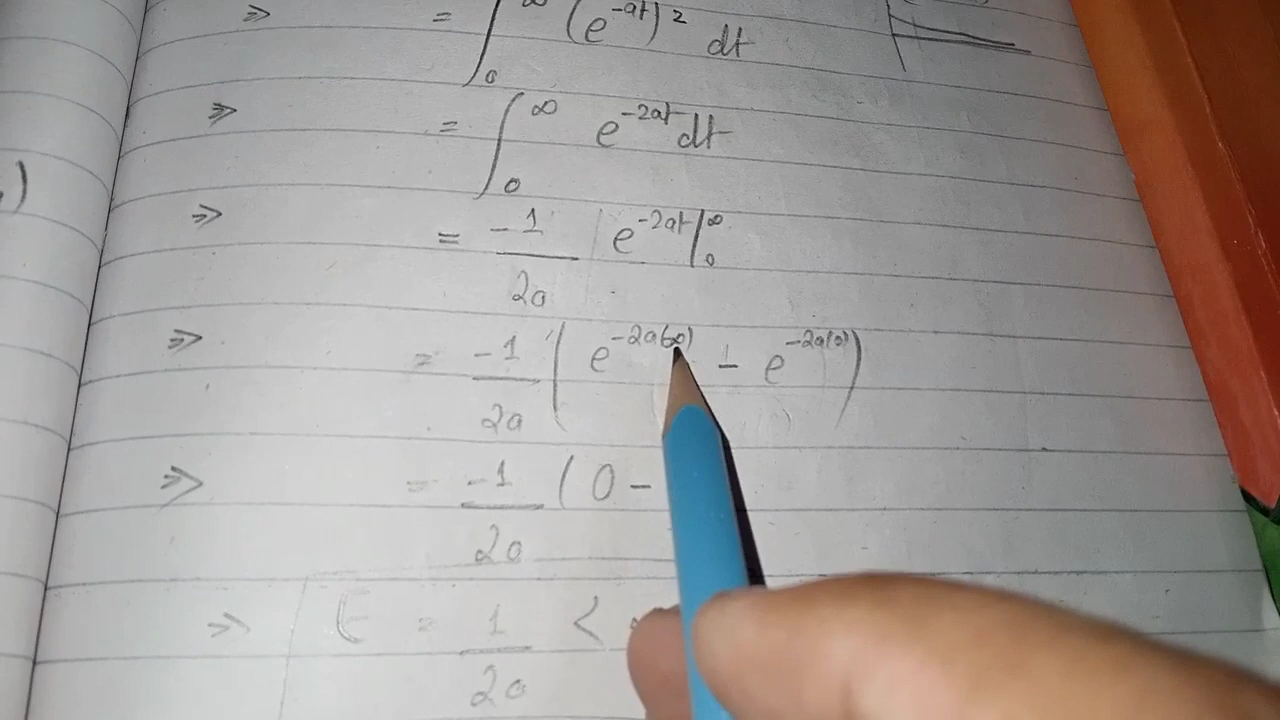 ⇒ = ∫₀^∞ (e^{-at})² dt
⇒ = ∫₀^∞ e^{-2at} dt
⇒ = -1/2a | e^{-2at} |₀^∞
⇒ = -1/2a ( e^{-2a(∞)} - e^{-2a(0)} )
⇒ = -1/2a ( 0 -
⇒ E = 1/2a <